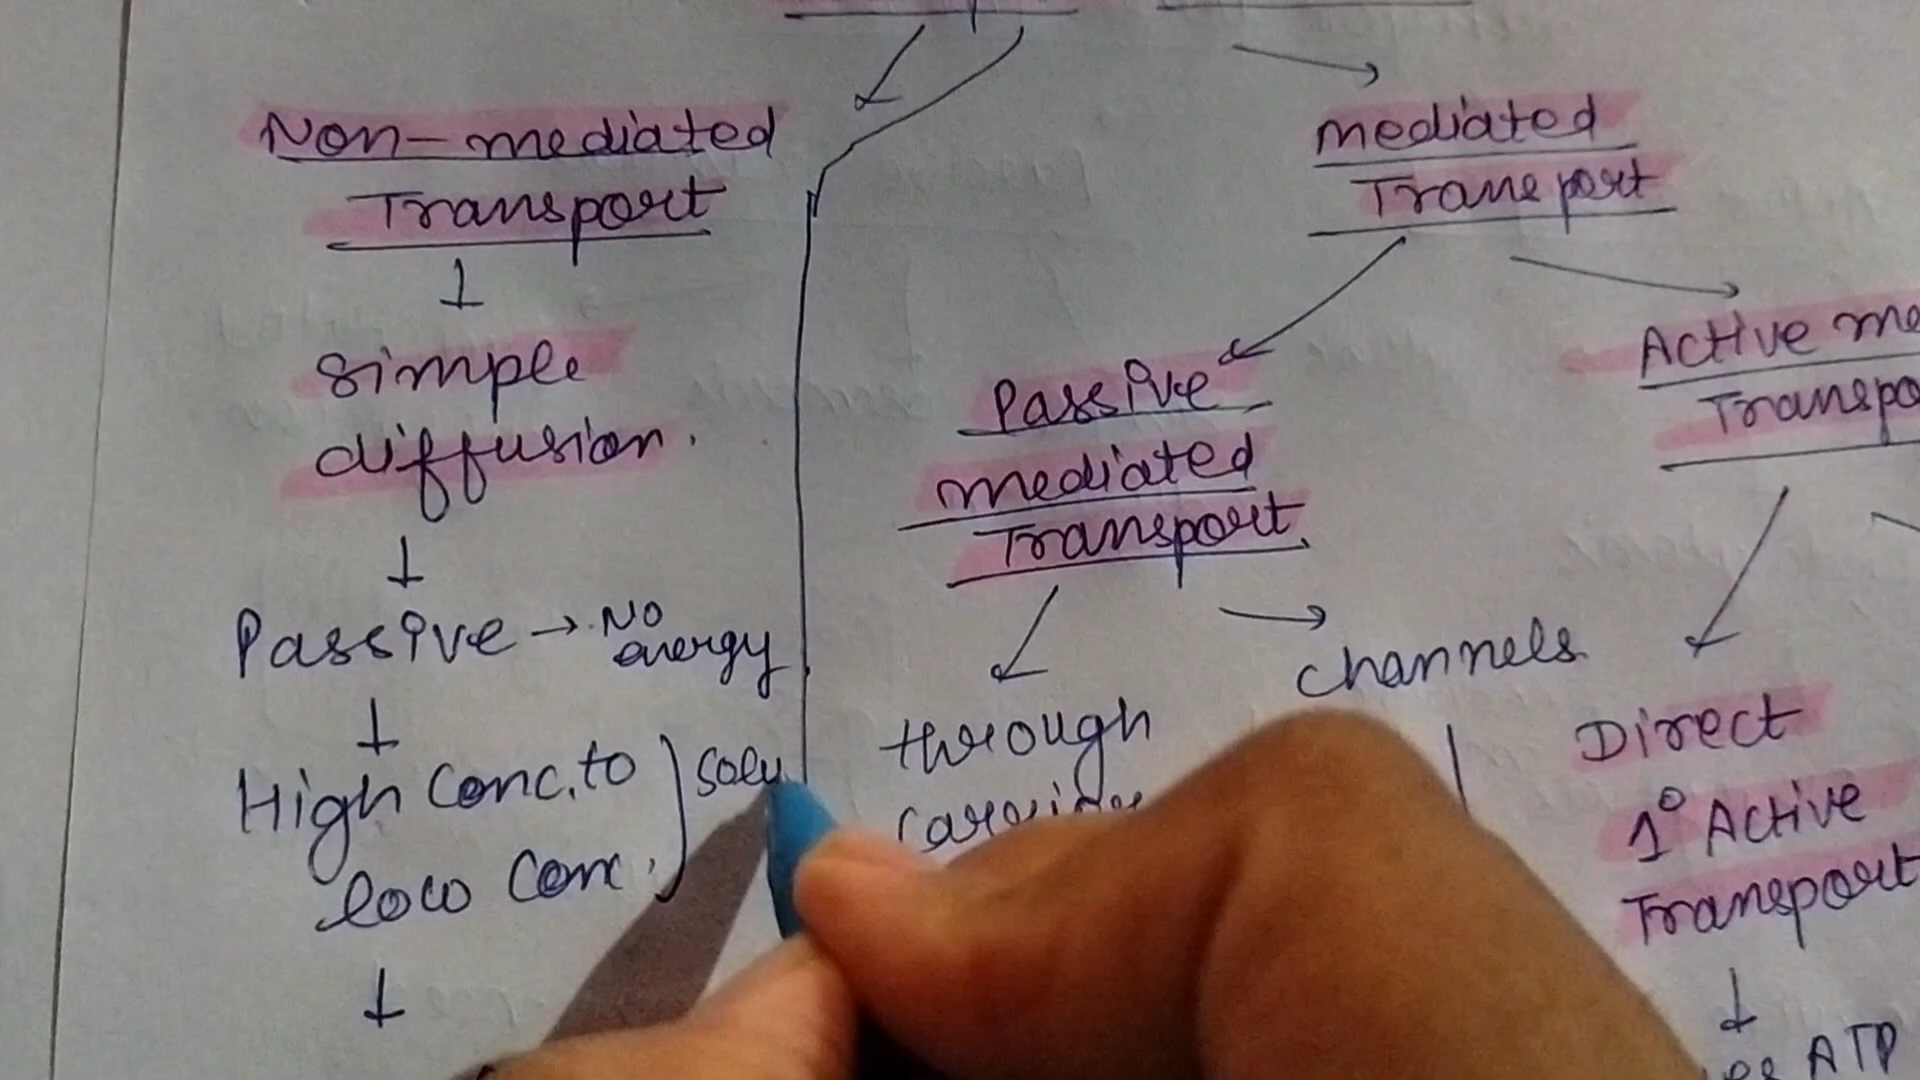 Non-mediated
Transport
simple
diffusion.
Passive → No
energy
High Conc. to
low Conc.
mediated
Transport
Passive
mediated
Transport
through
channels
Active
Transpo
Direct
1° Active
Transport
ATP